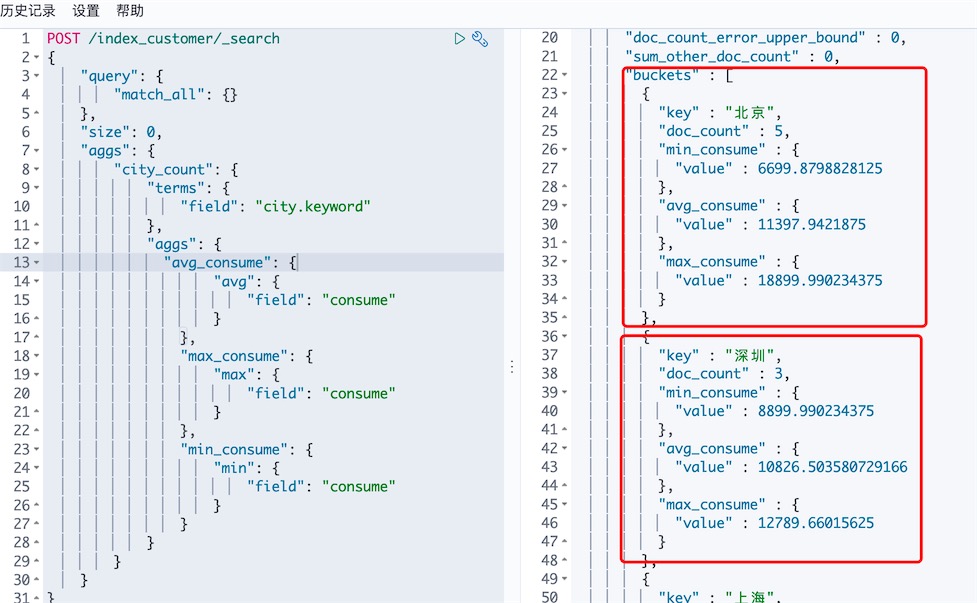 历史记录 设置 帮助
1 POST /index_customer/_search
2 {
3 "query": {
4 "match_all": {}
5 },
6 "size": 0,
7 "aggs": {
8 "city_count": {
9 "terms": {
10 "field": "city.keyword"
11 },
12 "aggs": {
13 "avg_consume": {
14 "avg": {
15 "field": "consume"
16 }
17 },
18 "max_consume": {
19 "max": {
20 "field": "consume"
21 }
22 },
23 "min_consume": {
24 "min": {
25 "field": "consume"
26 }
27 }
28 }
29 }
30 }
31 }
20 "doc_count_error_upper_bound" : 0,
21 "sum_other_doc_count" : 0,
22 "buckets" : [
23 {
24 "key" : "北京",
25 "doc_count" : 5,
26 "min_consume" : {
27 "value" : 6699.8798828125
28 },
29 "avg_consume" : {
30 "value" : 11397.9421875
31 },
32 "max_consume" : {
33 "value" : 18899.990234375
34 }
35 },
36 {
37 "key" : "深圳",
38 "doc_count" : 3,
39 "min_consume" : {
40 "value" : 8899.990234375
41 },
42 "avg_consume" : {
43 "value" : 10826.503580729166
44 },
45 "max_consume" : {
46 "value" : 12789.66015625
47 }
48 },
49 {
50 "key" : "上海",